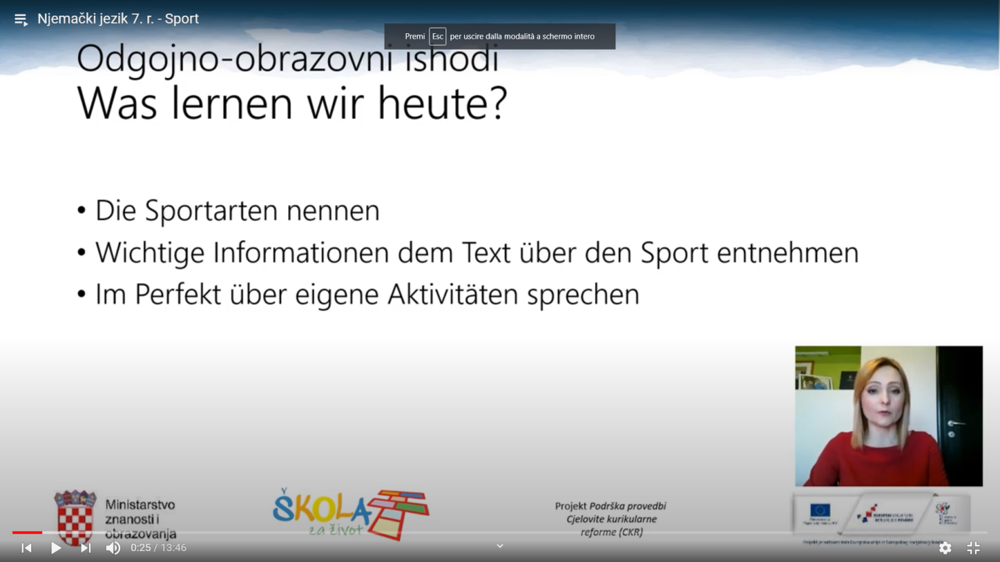 Njemački jezik 7. r. - Sport
Premi Esc per uscire dalla modalità a schermo intero
Odgojno-obrazovni ishodi
Was lernen wir heute?
• Die Sportarten nennen
• Wichtige Informationen dem Text über den Sport entnehmen
• Im Perfekt über eigene Aktivitäten sprechen
Ministarstvo
znanosti i
obrazovanja
ŠKOLA
za život
Projekt Podrška provedbi
Cjelovite kurikularne
reforme (CKR)
0:25 / 13:46